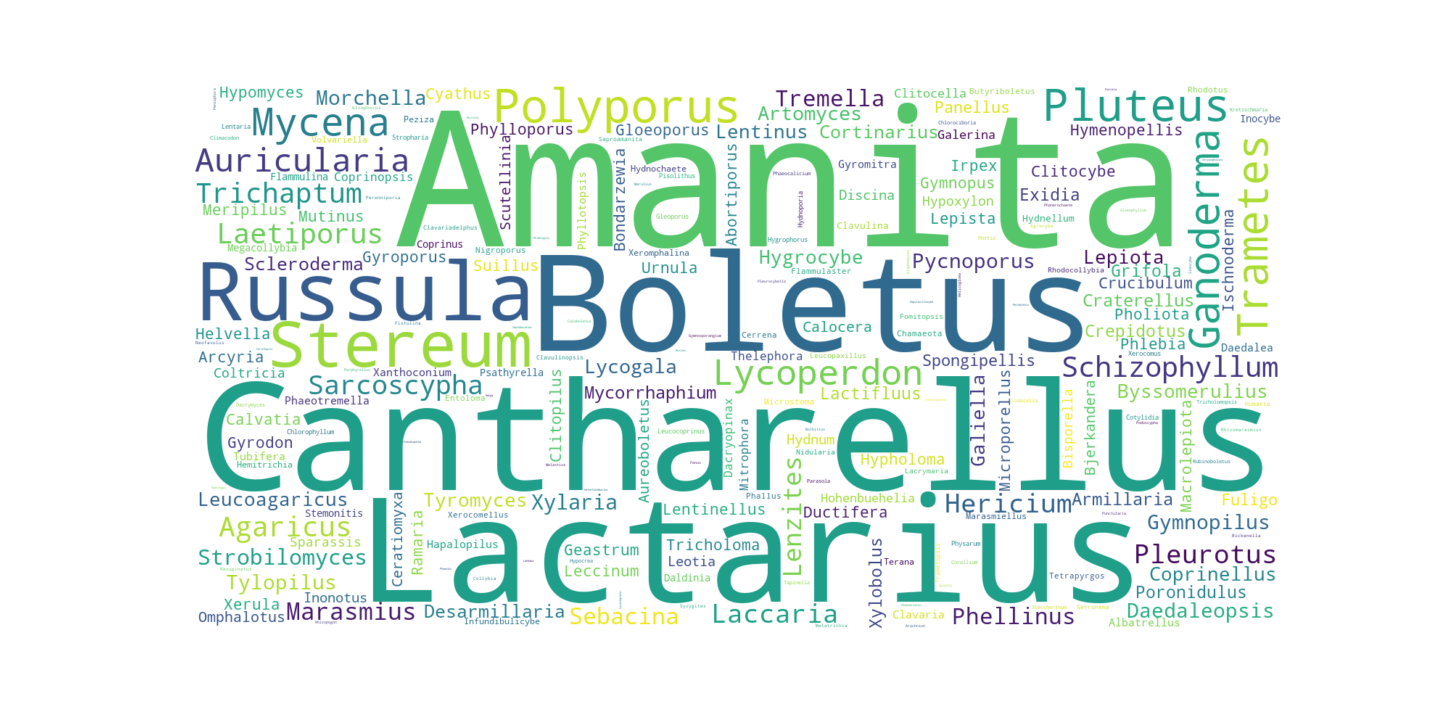 Hypomyces
Morchella
Cyathus
Polyporus
Tremella
Clitocella
Butyriboletus
Pluteus
Rhodotus
Mycena
Peziza
Lentaria
Stropharia
Volvariella
Phylloporus
Gloeoporus
Lentinus
Artomyces
Cortinarius
Panellus
Galerina
Hymenopellis
Inocybe
Amanita
Auricularia
Flammulina
Coprinopsis
Trichaptum
Meripilus
Mutinus
Laetiporus
Megacollybia
Clavariadelphus
Coprinus
Scutellinia
Phyllotopsis
Bondarzewia
Hydnochaete
Pisolithus
Abortiporus
Gyromitra
Discina
Clavulina
Hygrophorus
Irpex
Gymnopus
Hypoxylon
Lepista
Clitocybe
Exidia
Hydnellum
Ganoderma
Trametes
Ischnoderma
Scleroderma
Gyroporus
Nigroporus
Suillus
Xeromphalina
Urnula
Hygrocybe
Flammulaster
Pycnoporus
Lepiota
Rhodocollybia
Grifola
Crucibulum
Russula
Boletus
Craterellus
Pholiota
Fomitopsis
Chamaeota
Calocera
Cerrena
Crepidotus
Phlebia
Daedalea
Helvella
Stereum
Arcyria
Coltricia
Xanthoconium
Psathyrella
Clavulinopsis
Lycogala
Thelephora
Leucopaxillus
Spongipellis
Schizophyllum
Sarcoscypha
Lycoperdon
Mycorrhaphium
Lactifluus
Byssomerulius
Phaeotremella
Entoloma
Calvatia
Chlorophyllum
Gyrodon
Tubifera
Hemitrichia
Cantharellus
Clitopilus
Aureoboletus
Leucocoprinus
Dacryopinax
Mitrophora
Microstoma
Hydnum
Nidularia
Hypholoma
Lacrymaria
Galiella
Microporellus
Bisporella
Bjerkandera
Cotylidia
Macrolepiota
Leucoagaricus
Stemonitis
Tyromyces
Xerocomellus
Xylaria
Lentinellus
Phallus
Parasola
Hohenbuehelia
Ductifera
Hericium
Marasmiellus
Armillaria
Fuligo
Agaricus
Sparassis
Strobilomyces
Ceratiomyxa
Ramaria
Hapalopilus
Lactarius
Geastrum
Leccinum
Tricholoma
Leotia
Daldinia
Lenzites
Xylobolus
Terana
Physarum
Tetrapyrgos
Gymnopilus
Pleurotus
Coprinellus
Poronidulus
Tylopilus
Xerula
Inonotus
Omphalotus
Marasmius
Desarmillaria
Infundibulicybe
Sebacina
Laccaria
Clavaria
Phellinus
Albatrellus
Daedaleopsis